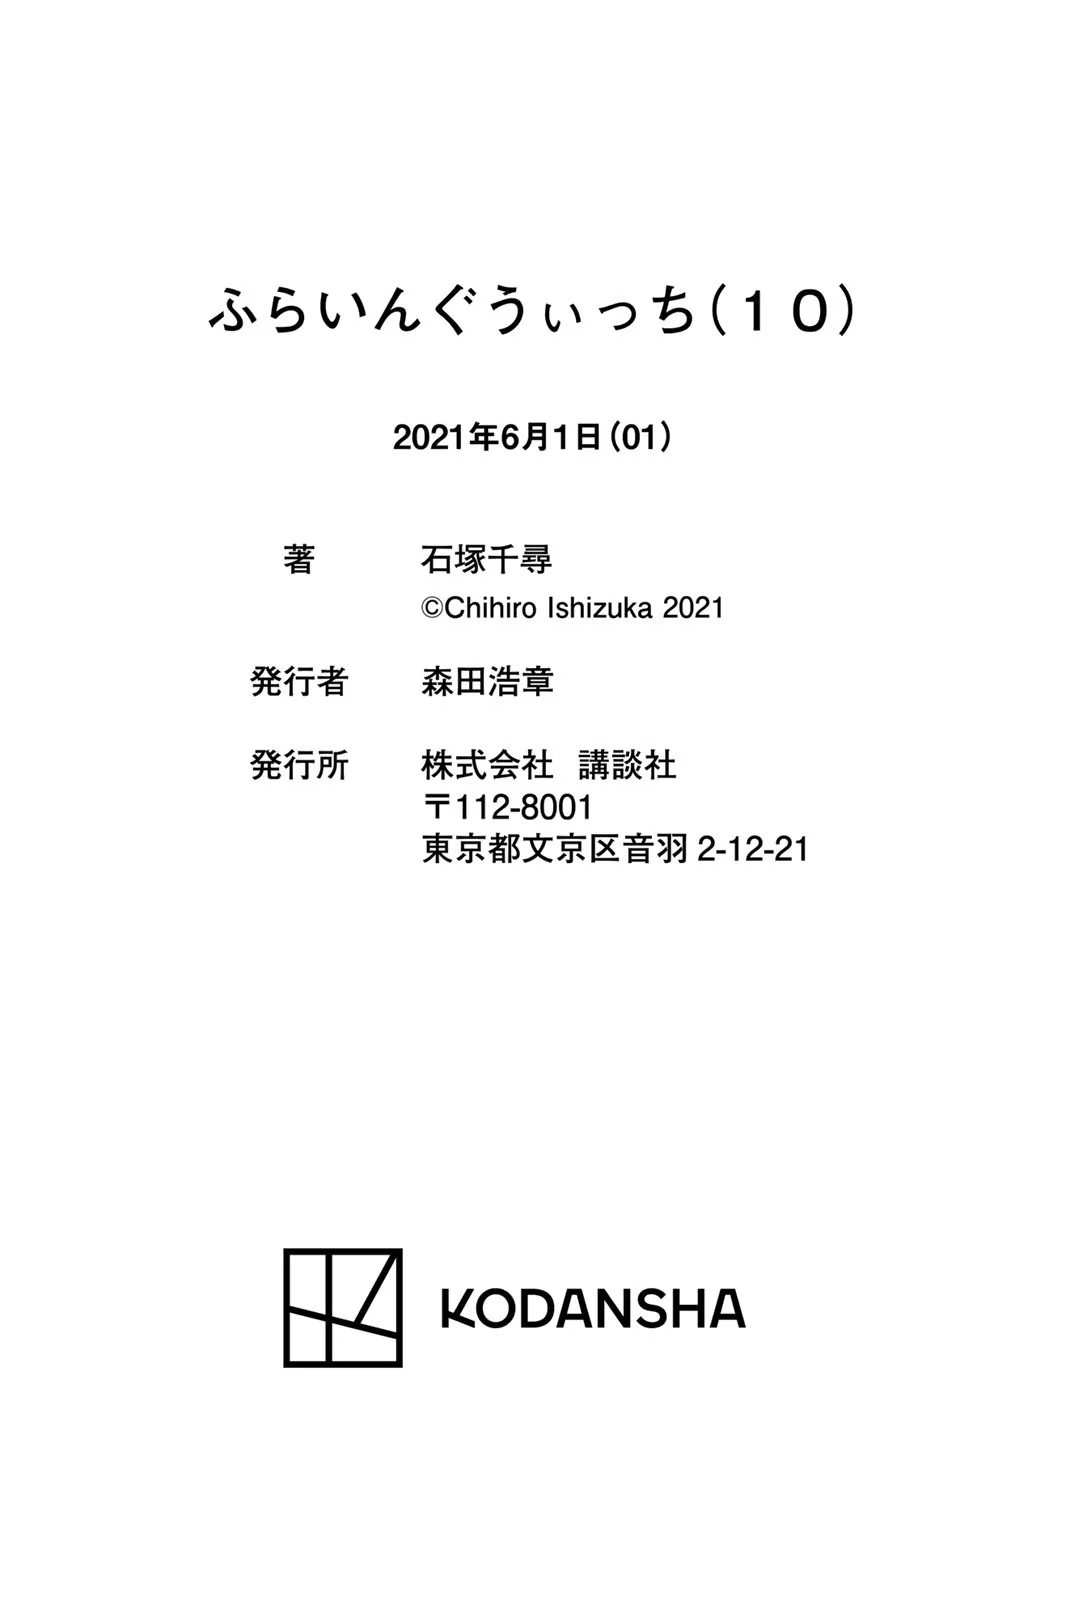 ふらいんぐうぃっち（１０）
2021年6月1日（01）
著 石塚千尋
©Chihiro Ishizuka 2021
発行者 森田浩章
発行所 株式会社 講談社
〒112-8001
東京都文京区音羽 2-12-21
KODANSHA